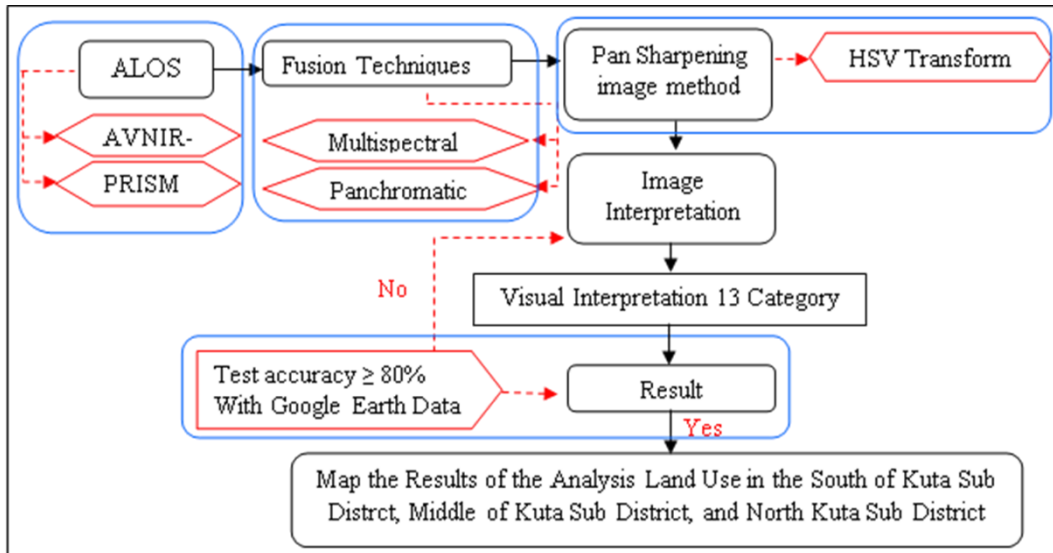 ALOS
Fusion Techniques
Pan Sharpening
image method
HSV Transform
AVNIR-
PRISM
Multispectral
Panchromatic
Image
Interpretation
No
Visual Interpretation 13 Category
Test accuracy ≥ 80%
With Google Earth Data
Result
Yes
Map the Results of the Analysis Land Use in the South of Kuta Sub
Distrct, Middle of Kuta Sub District, and North Kuta Sub District